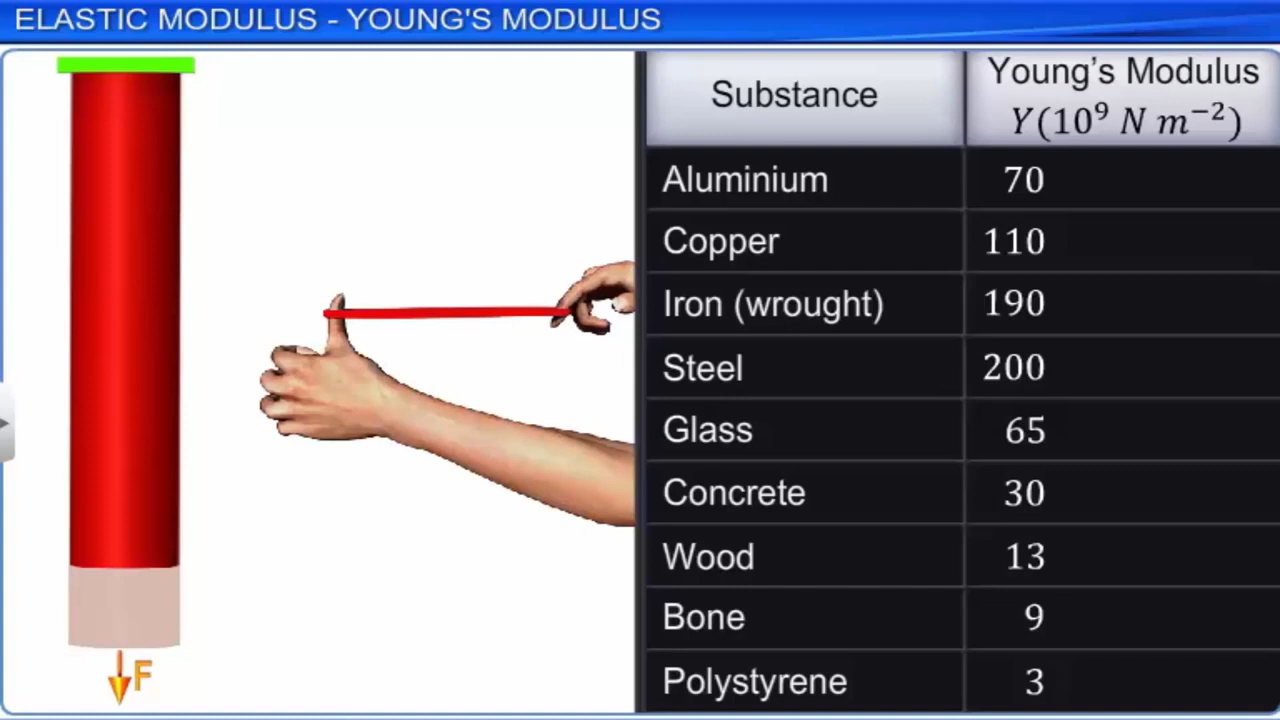 ELASTIC MODULUS - YOUNG'S MODULUS
F
Substance Young’s Modulus
Y(10⁹ N m⁻²)
Aluminium 70
Copper 110
Iron (wrought) 190
Steel 200
Glass 65
Concrete 30
Wood 13
Bone 9
Polystyrene 3